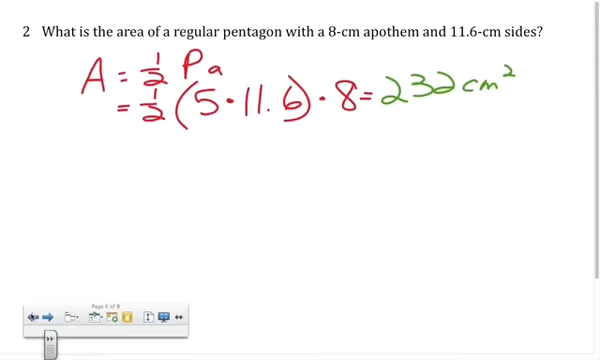 2 What is the area of a regular pentagon with a 8-cm apothem and 11.6-cm sides?
A = 1/2 Pa
= 1/2 (5 · 11.6) · 8 = 232 cm²
Page 6 of 8